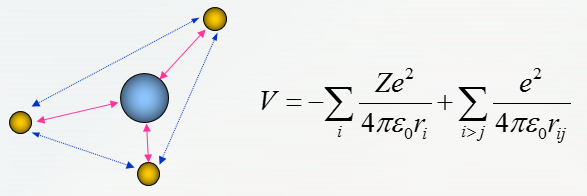 V = -\sum_{i} \frac{Ze^2}{4\pi\varepsilon_0 r_i} + \sum_{i>j} \frac{e^2}{4\pi\varepsilon_0 r_{ij}}